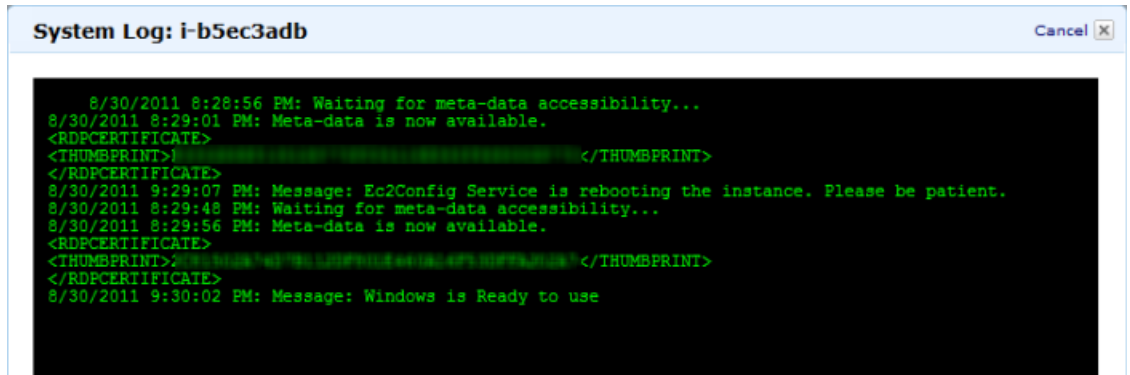 System Log: i-b5ec3adb
Cancel
8/30/2011 8:28:56 PM: Waiting for meta-data accessibility...
8/30/2011 8:29:01 PM: Meta-data is now available.
<RDPCERTIFICATE>
<THUMBPRINT></THUMBPRINT>
</RDPCERTIFICATE>
8/30/2011 9:29:07 PM: Message: Ec2Config Service is rebooting the instance. Please be patient.
8/30/2011 8:29:48 PM: Waiting for meta-data accessibility...
8/30/2011 8:29:56 PM: Meta-data is now available.
<RDPCERTIFICATE>
<THUMBPRINT></THUMBPRINT>
</RDPCERTIFICATE>
8/30/2011 9:30:02 PM: Message: Windows is Ready to use